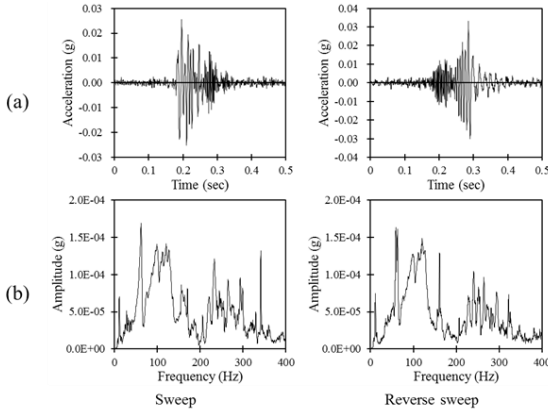 (a)
Acceleration (g)
0.03
0.02
0.01
0.00
-0.01
-0.02
-0.03
0 0.1 0.2 0.3 0.4 0.5
Time (sec)
Acceleration (g)
0.04
0.03
0.02
0.01
0.00
-0.01
-0.02
-0.03
-0.04
0 0.1 0.2 0.3 0.4 0.5
Time (sec)
(b)
Amplitude (g)
2.0E-04
1.5E-04
1.0E-04
5.0E-05
0.0E+00
0 100 200 300 400
Frequency (Hz)
Sweep
Amplitude (g)
2.0E-04
1.5E-04
1.0E-04
5.0E-05
0.0E+00
0 100 200 300 400
Frequency (Hz)
Reverse sweep